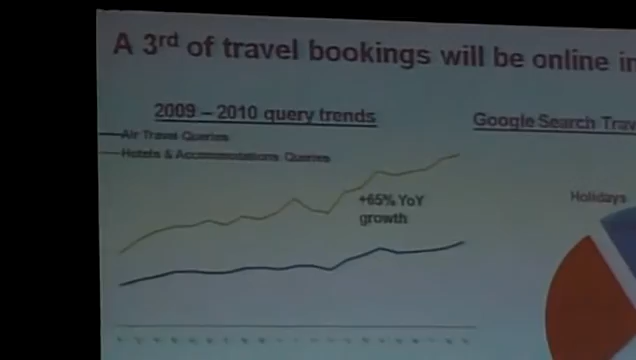 A 3rd of travel bookings will be online in
2009 – 2010 query trends
Google Search Trav
Air Travel Queries
Hotels & Accommodations Queries
Holidays
+65% YoY
growth